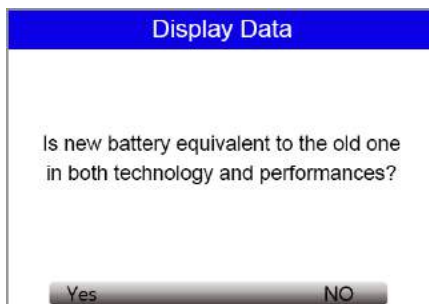 Display Data
Is new battery equivalent to the old one
in both technology and performances?
Yes NO